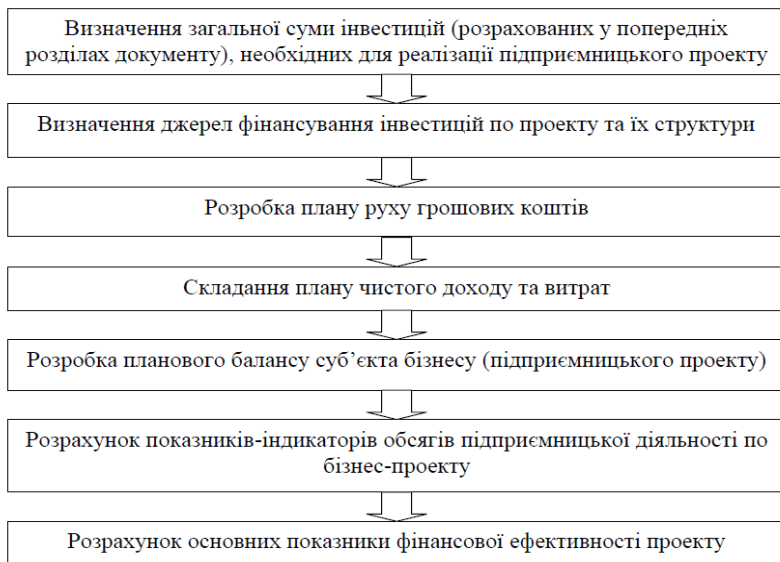 Визначення загальної суми інвестицій (розрахованих у попередніх
розділах документу), необхідних для реалізації підприємницького проекту
Визначення джерел фінансування інвестицій по проекту та їх структури
Розробка плану руху грошових коштів
Складання плану чистого доходу та витрат
Розробка планового балансу суб’єкта бізнесу (підприємницького проекту)
Розрахунок показників-індикаторів обсягів підприємницької діяльності по
бізнес-проекту
Розрахунок основних показники фінансової ефективності проекту